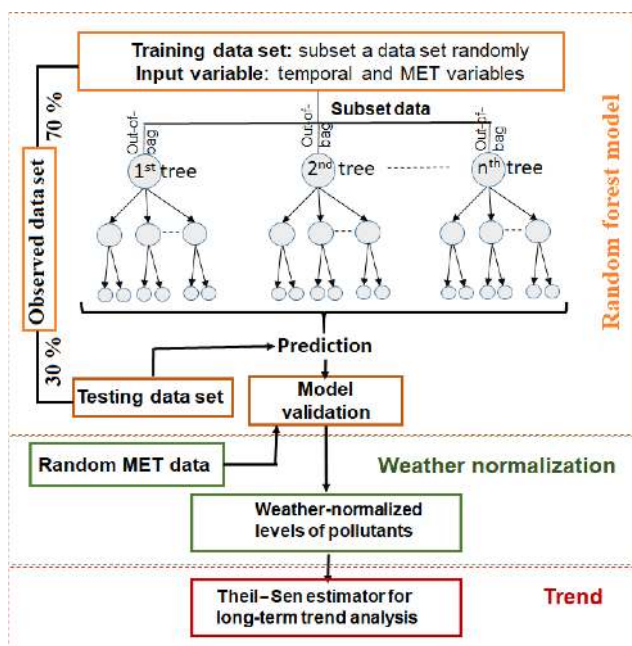 Training data set: subset a data set randomly
Input variable: temporal and MET variables
70 %
Observed data set
30 %
Subset data
Out-of-
bag
Out-of-
bag
Out-of-
bag
1st tree
2nd tree
nth tree
Random forest model
Prediction
Testing data set
Model
validation
Random MET data
Weather normalization
Weather-normalized
levels of pollutants
Theil–Sen estimator for
long-term trend analysis
Trend